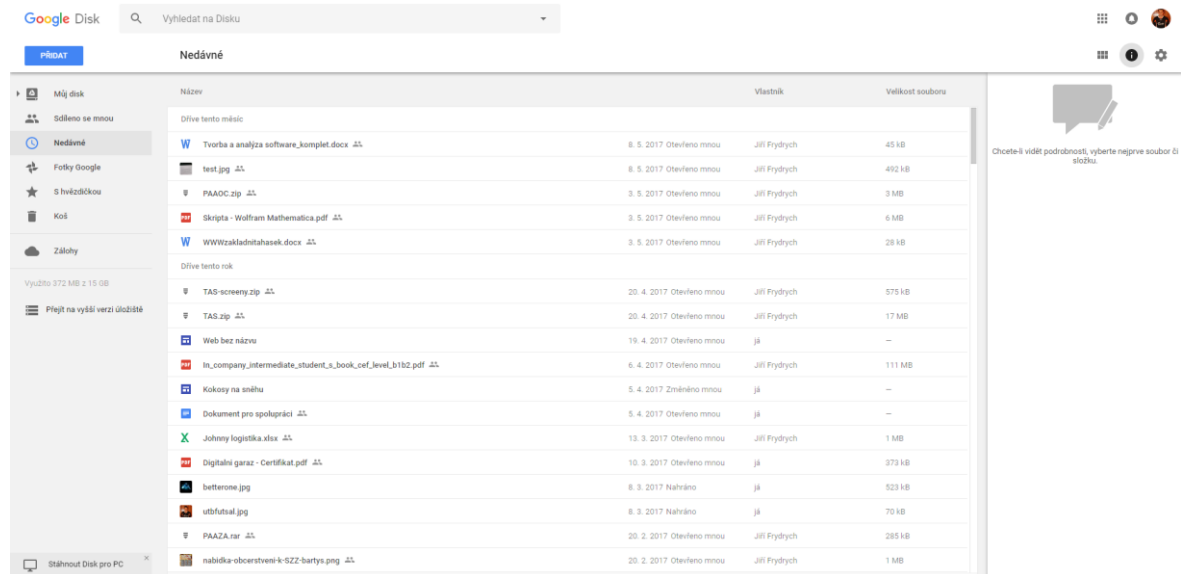 Google Disk
Vyhledat na Disku
PŘIDAT
Nedávné
Můj disk
Sdíleno se mnou
Nedávné
Fotky Google
S hvězdičkou
Koš
Zálohy
Využito 372 MB z 15 GB
Přejít na vyšší verzi úložiště
Stáhnout Disk pro PC
Název Vlastník Velikost souboru
Dříve tento měsíc
Tvorba a analýza software_komplet.docx 8. 5. 2017 Otevřeno mnou Jiří Frydrych 45 kB
test.jpg 8. 5. 2017 Otevřeno mnou Jiří Frydrych 492 kB
PAAOC.zip 3. 5. 2017 Otevřeno mnou Jiří Frydrych 3 MB
Skripta - Wolfram Mathematica.pdf 3. 5. 2017 Otevřeno mnou Jiří Frydrych 6 MB
WWWzakladnitahasek.docx 3. 5. 2017 Otevřeno mnou Jiří Frydrych 28 kB
Dříve tento rok
TAS-screeny.zip 20. 4. 2017 Otevřeno mnou Jiří Frydrych 575 kB
TAS.zip 20. 4. 2017 Otevřeno mnou Jiří Frydrych 17 MB
Web bez názvu 19. 4. 2017 Otevřeno mnou já –
In_company_intermediate_student_s_book_cef_level_b1b2.pdf 6. 4. 2017 Otevřeno mnou Jiří Frydrych 111 MB
Kokosy na sněhu 5. 4. 2017 Změněno mnou já –
Dokument pro spolupráci 5. 4. 2017 Otevřeno mnou já –
Johnny logistika.xlsx 13. 3. 2017 Otevřeno mnou Jiří Frydrych 1 MB
Digitalni garaz - Certifikat.pdf 10. 3. 2017 Otevřeno mnou já 373 kB
betterone.jpg 8. 3. 2017 Nahráno já 523 kB
utbfutsal.jpg 8. 3. 2017 Nahráno já 70 kB
PAAZA.rar 20. 2. 2017 Otevřeno mnou Jiří Frydrych 285 kB
nabidka-obcerstveni-k-SZZ-bartys.png 20. 2. 2017 Otevřeno mnou Jiří Frydrych 1 MB
Chcete-li vidět podrobnosti, vyberte nejprve soubor či
složku.